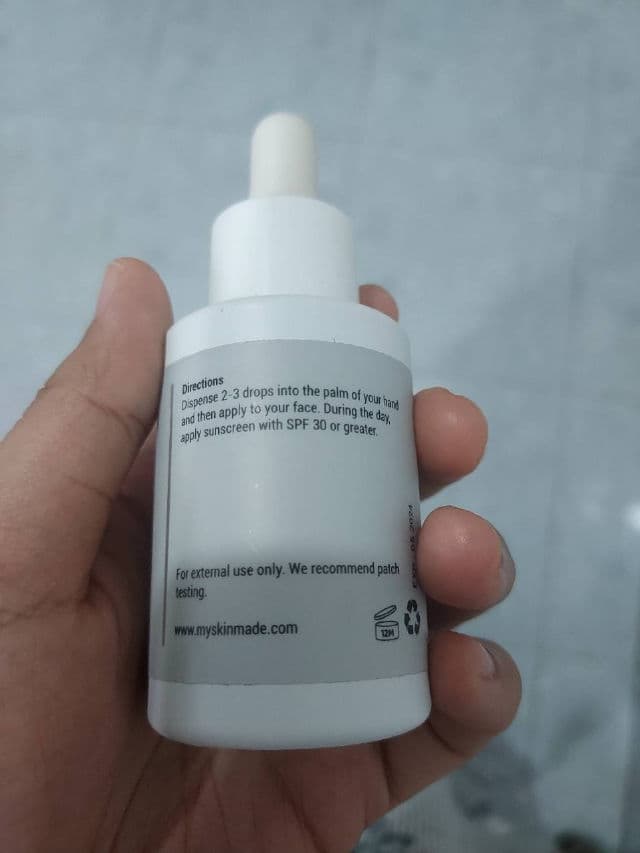 Directions
Dispense 2-3 drops into the palm of your hand
and then apply to your face. During the day,
apply sunscreen with SPF 30 or greater.
For external use only. We recommend patch
testing.
www.myskinmade.com
12M
2024